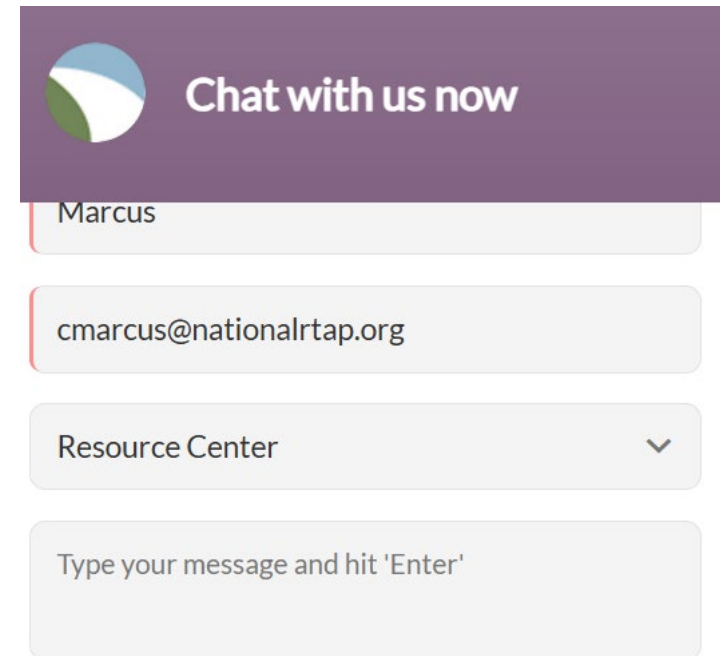 Chat with us now
Marcus
cmarcus@nationalrtap.org
Resource Center
Type your message and hit 'Enter'